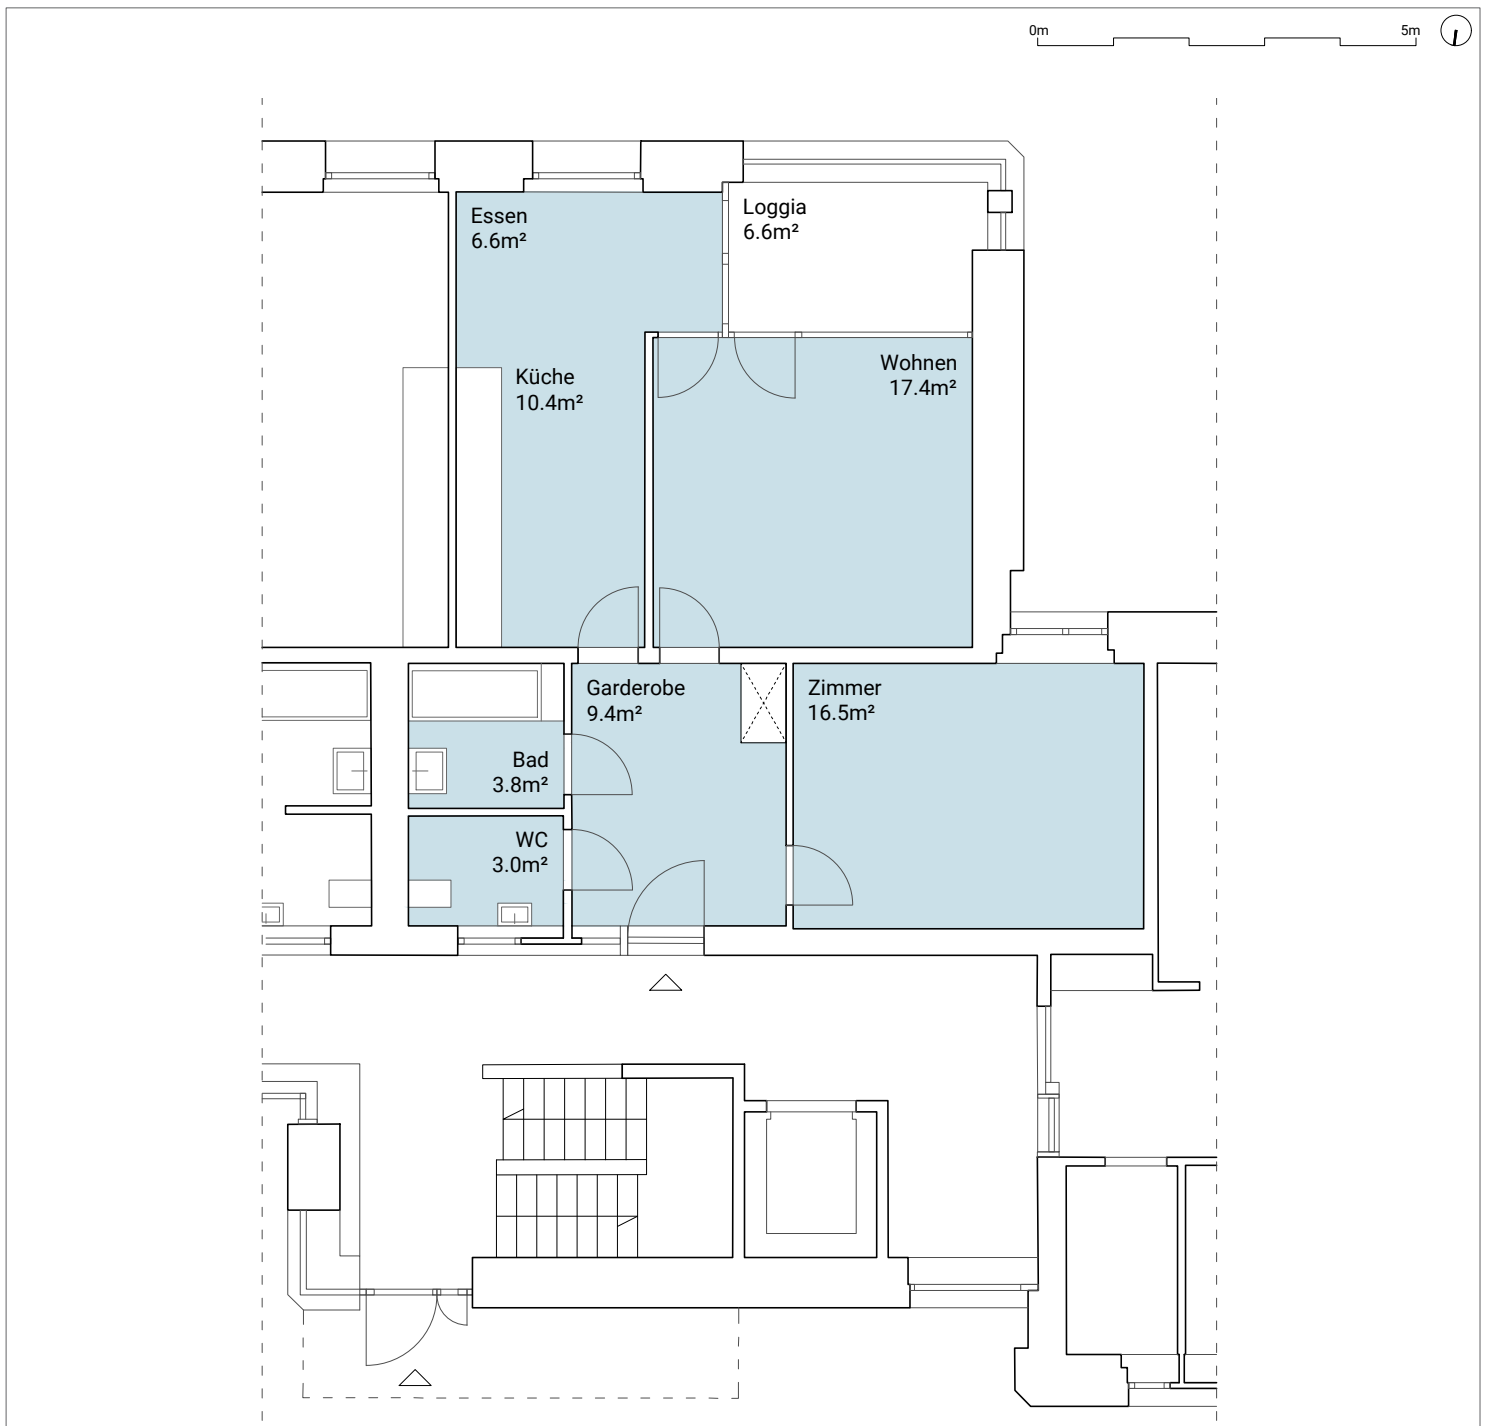 0m 5m
Essen
6.6m²
Loggia
6.6m²
Küche
10.4m²
Wohnen
17.4m²
Garderobe
9.4m²
Zimmer
16.5m²
Bad
3.8m²
WC
3.0m²